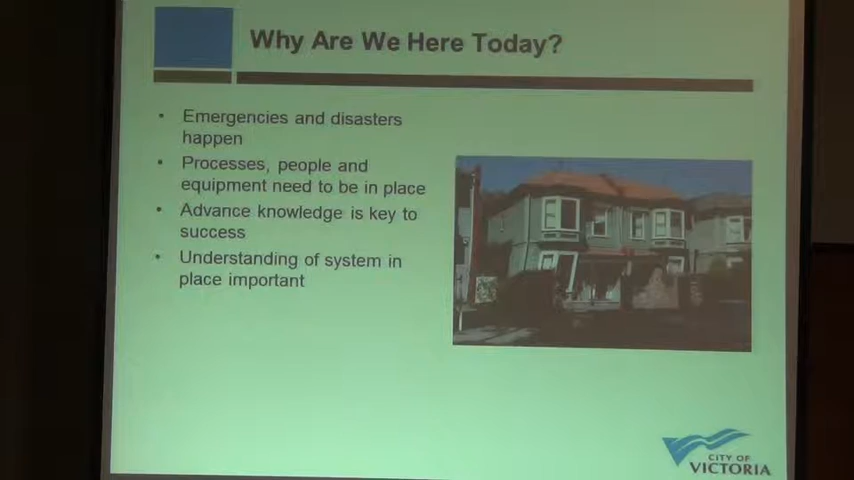 Why Are We Here Today?
Emergencies and disasters
happen
Processes, people and
equipment need to be in place
Advance knowledge is key to
success
Understanding of system in
place important
CITY OF
VICTORIA